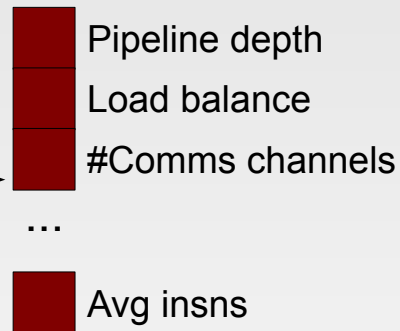 Pipeline depth
Load balance
#Comms channels
...
Avg insns